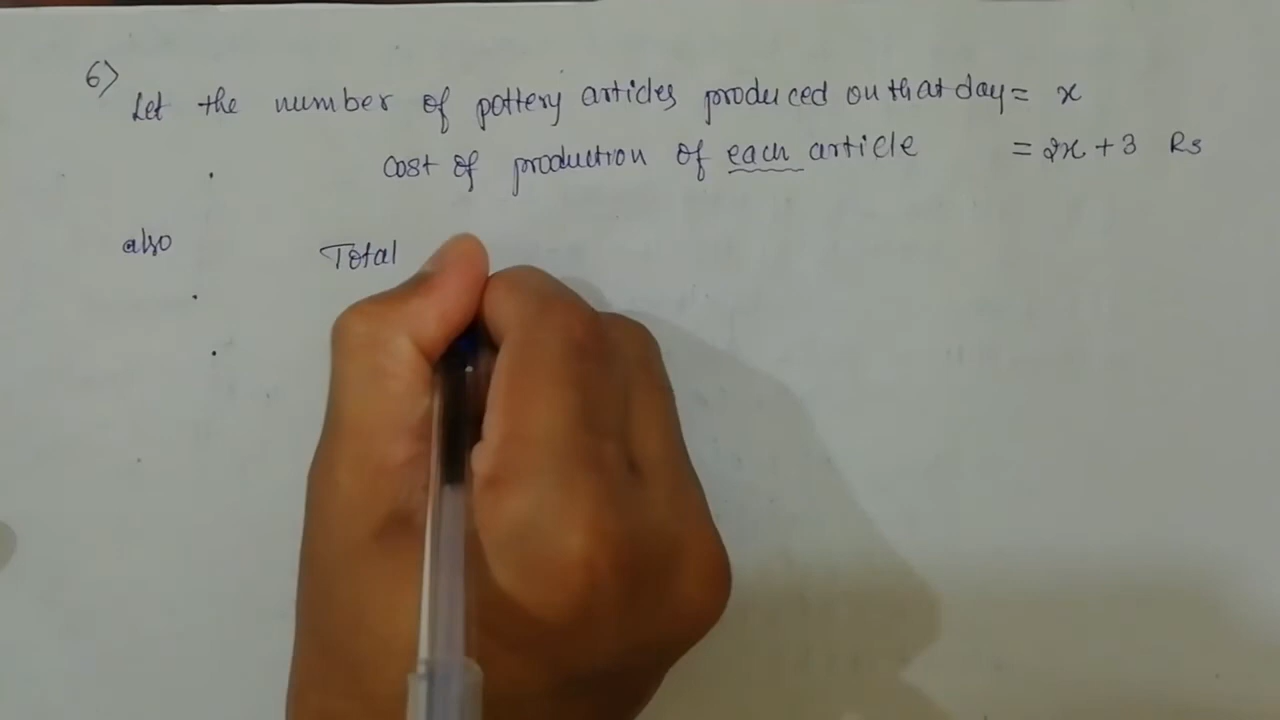 6)
Let the number of pottery articles produced on that day = x
cost of production of each article = 2x + 3 Rs
also Total